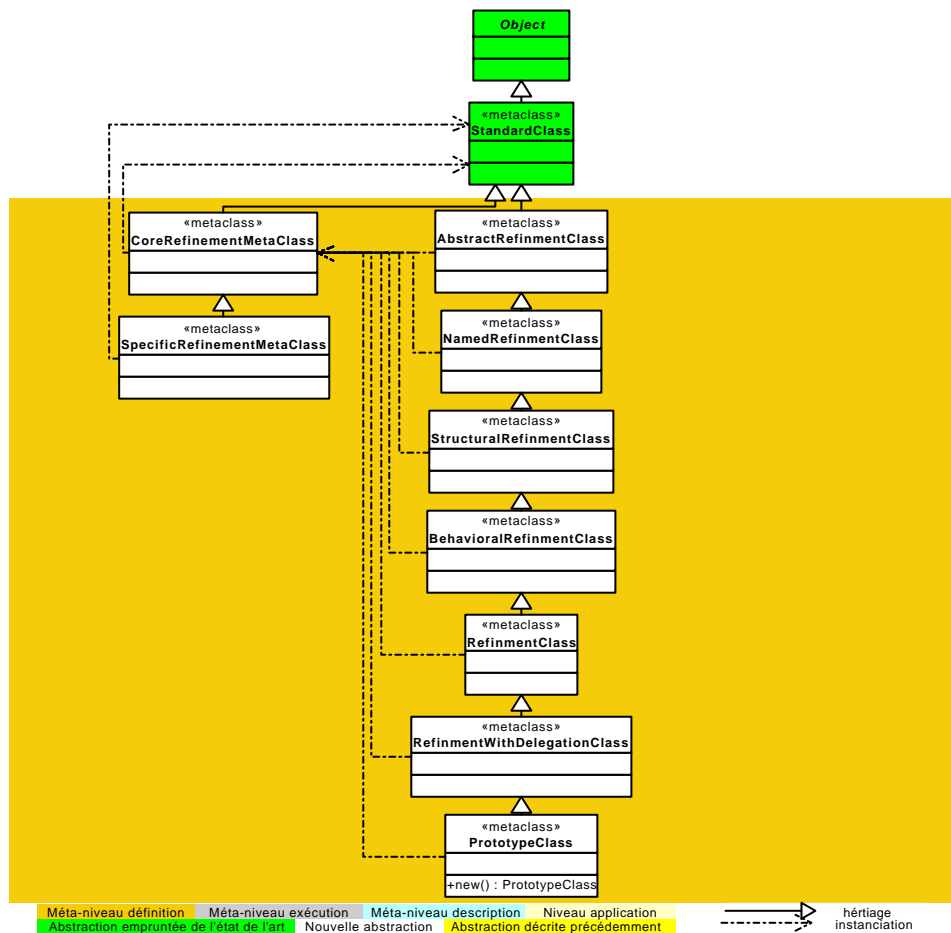 Object
«metaclass»
StandardClass
«metaclass»
CoreRefinementMetaClass
«metaclass»
AbstractRefinmentClass
«metaclass»
SpecificRefinementMetaClass
«metaclass»
NamedRefinmentClass
«metaclass»
StructuralRefinmentClass
«metaclass»
BehavioralRefinmentClass
«metaclass»
RefinmentClass
«metaclass»
RefinmentWithDelegationClass
«metaclass»
PrototypeClass
+new() : PrototypeClass
Méta-niveau définition Méta-niveau exécution Méta-niveau description Niveau application hértiage
Abstraction empruntée de l'état de l'art Nouvelle abstraction Abstraction décrite précédemment instanciation